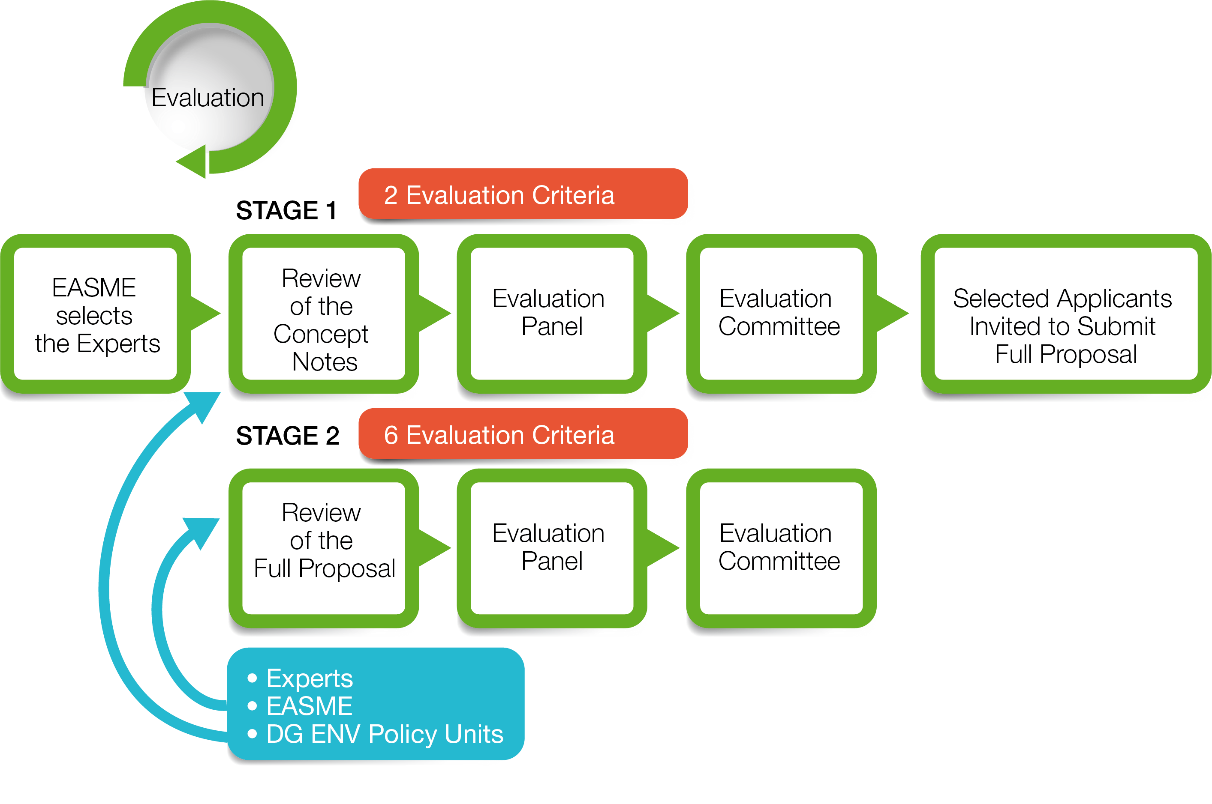 Evaluation
STAGE 1
2 Evaluation Criteria
EASME
selects
the Experts
Review
of the
Concept
Notes
Evaluation
Panel
Evaluation
Committee
Selected Applicants
Invited to Submit
Full Proposal
STAGE 2
6 Evaluation Criteria
Review
of the
Full Proposal
Evaluation
Panel
Evaluation
Committee
• Experts
• EASME
• DG ENV Policy Units